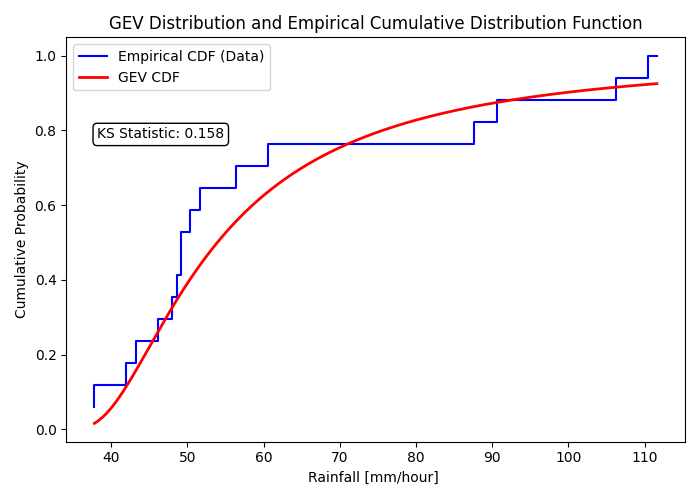 GEV Distribution and Empirical Cumulative Distribution Function
Empirical CDF (Data)
GEV CDF
KS Statistic: 0.158
Cumulative Probability
1.0
0.8
0.6
0.4
0.2
0.0
40 50 60 70 80 90 100 110
Rainfall [mm/hour]